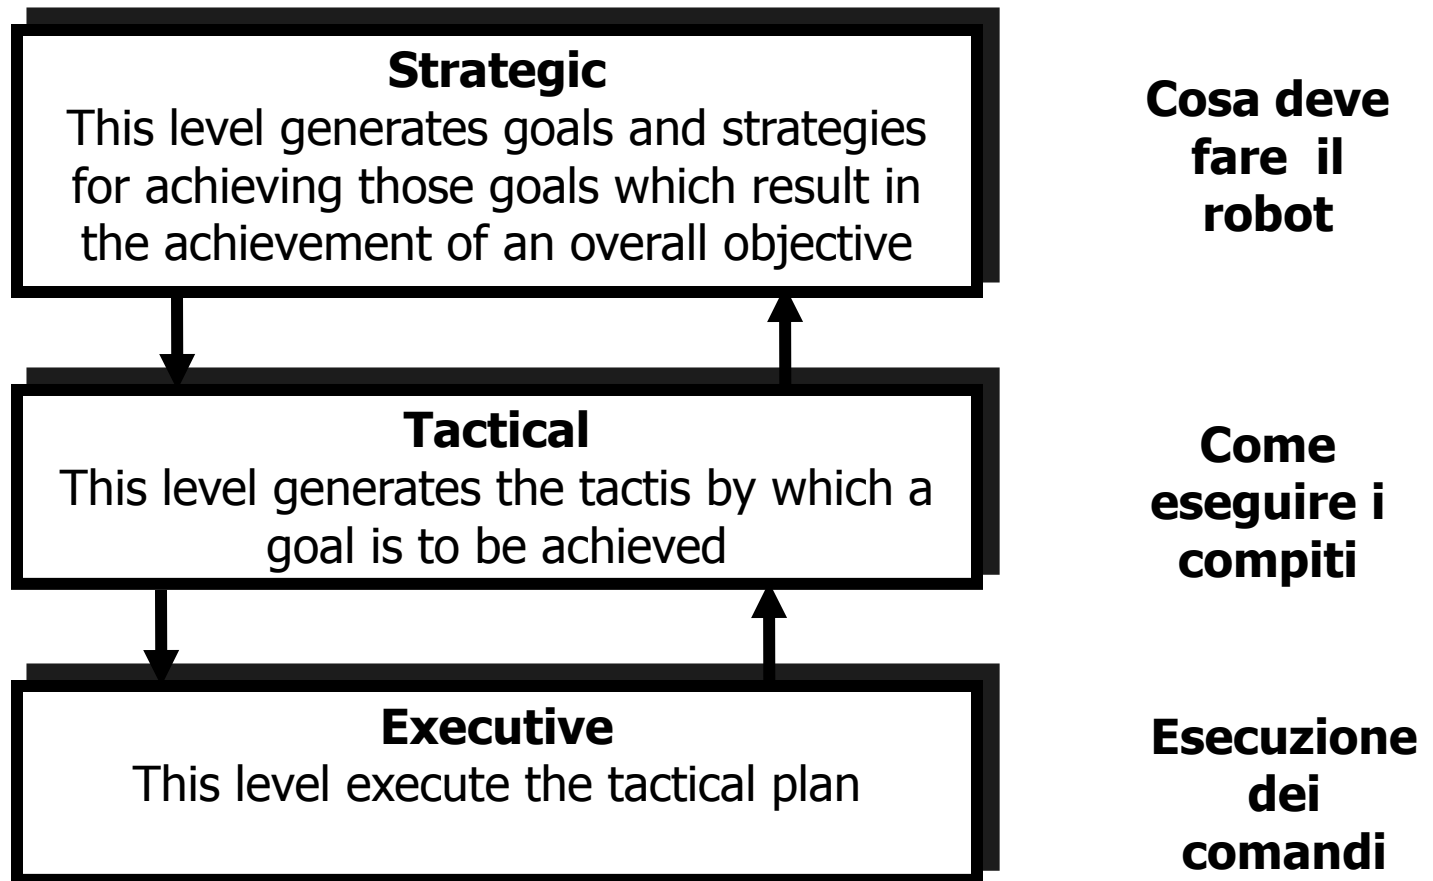 Strategic
This level generates goals and strategies
for achieving those goals which result in
the achievement of an overall objective
Cosa deve
fare il
robot
Tactical
This level generates the tactis by which a
goal is to be achieved
Come
eseguire i
compiti
Executive
This level execute the tactical plan
Esecuzione
dei
comandi